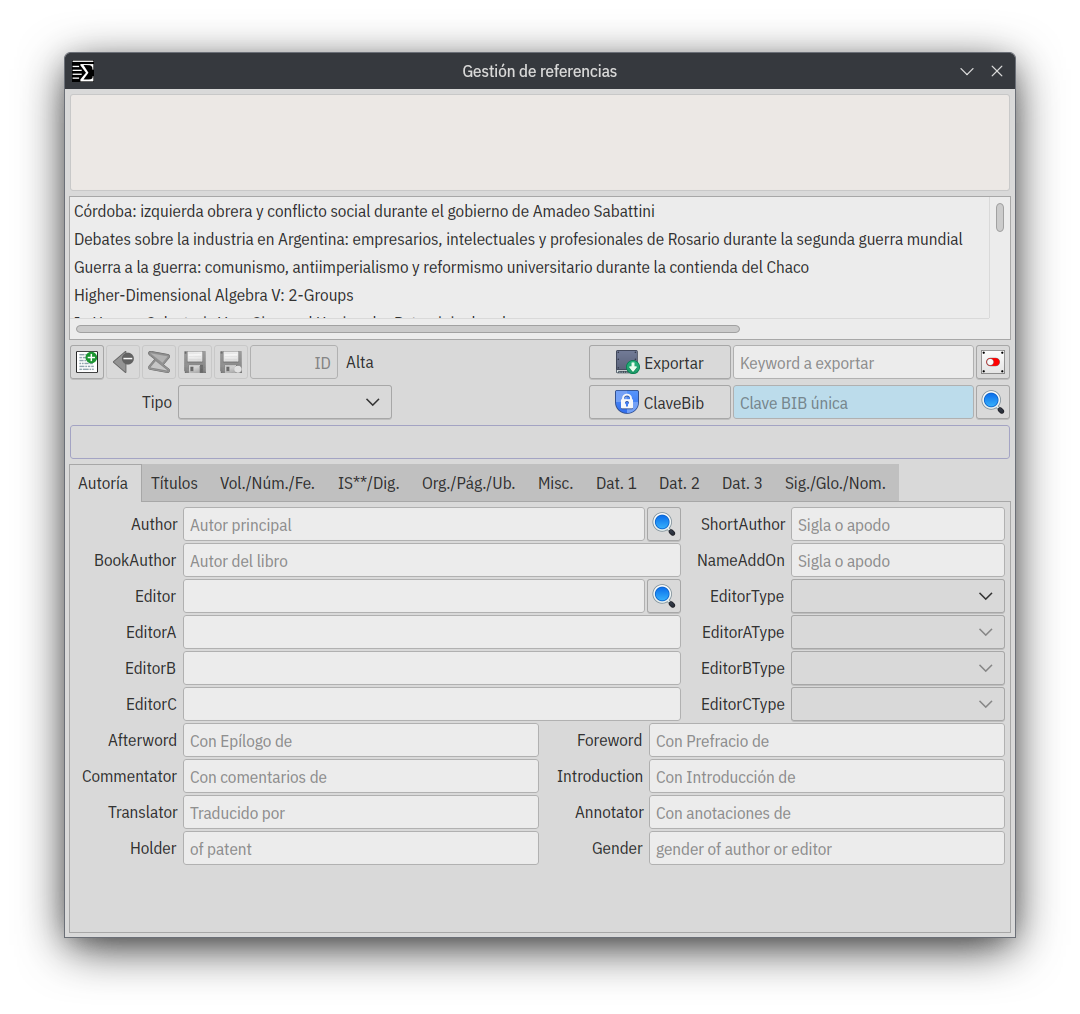 Gestión de referencias
Córdoba: izquierda obrera y conflicto social durante el gobierno de Amadeo Sabattini
Debates sobre la industria en Argentina: empresarios, intelectuales y profesionales de Rosario durante la segunda guerra mundial
Guerra a la guerra: comunismo, antiimperialismo y reformismo universitario durante la contienda del Chaco
Higher-Dimensional Algebra V: 2-Groups
ID Alta Exportar Keyword a exportar
Tipo ClaveBib Clave BIB única
Autoría Títulos Vol./Núm./Fe. IS**/Dig. Org./Pág./Ub. Misc. Dat. 1 Dat. 2 Dat. 3 Sig./Glo./Nom.
Author Autor principal ShortAuthor Sigla o apodo
BookAuthor Autor del libro NameAddOn Sigla o apodo
Editor EditorType
EditorA EditorAType
EditorB EditorBType
EditorC EditorCType
Afterword Con Epílogo de Foreword Con Prefracio de
Commentator Con comentarios de Introduction Con Introducción de
Translator Traducido por Annotator Con anotaciones de
Holder of patent Gender gender of author or editor